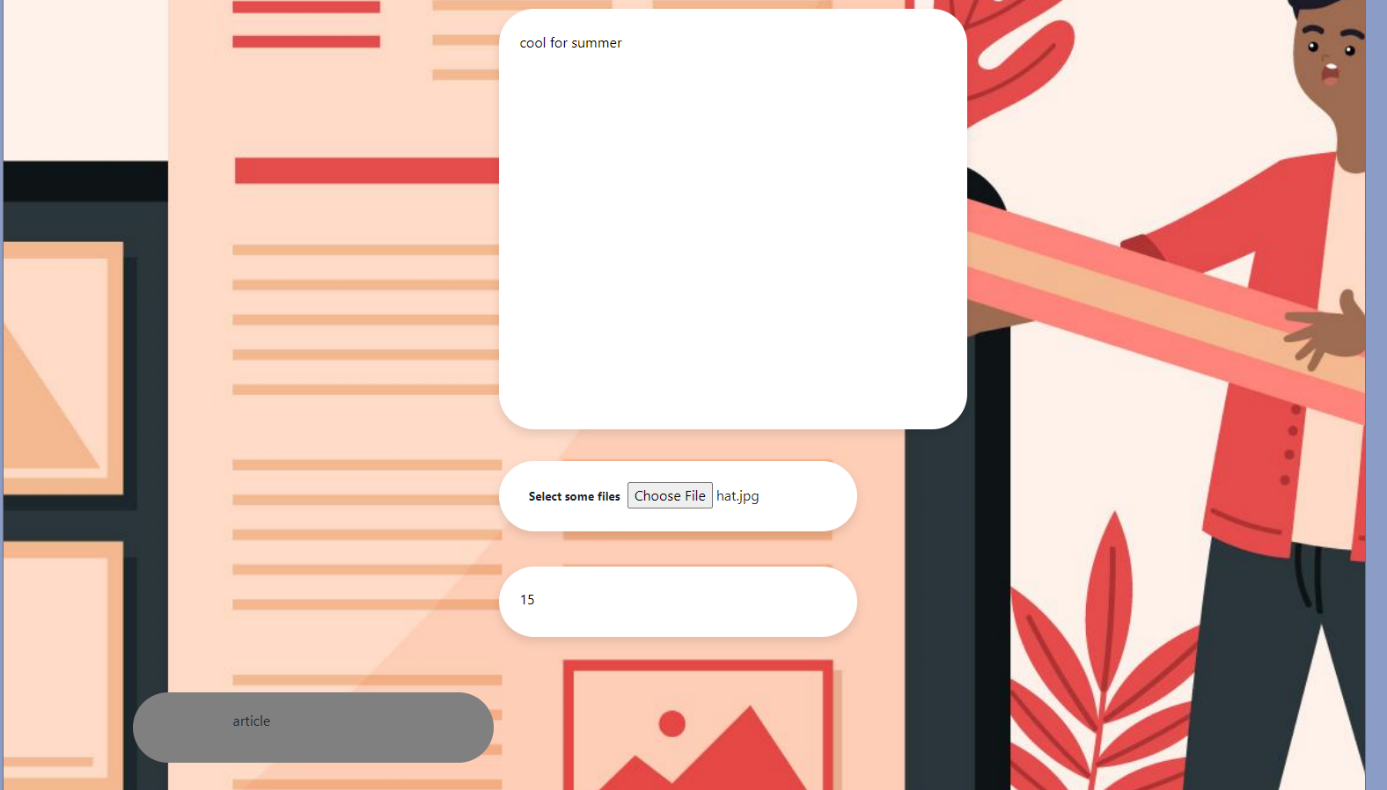 cool for summer
Select some files Choose File hat.jpg
15
article